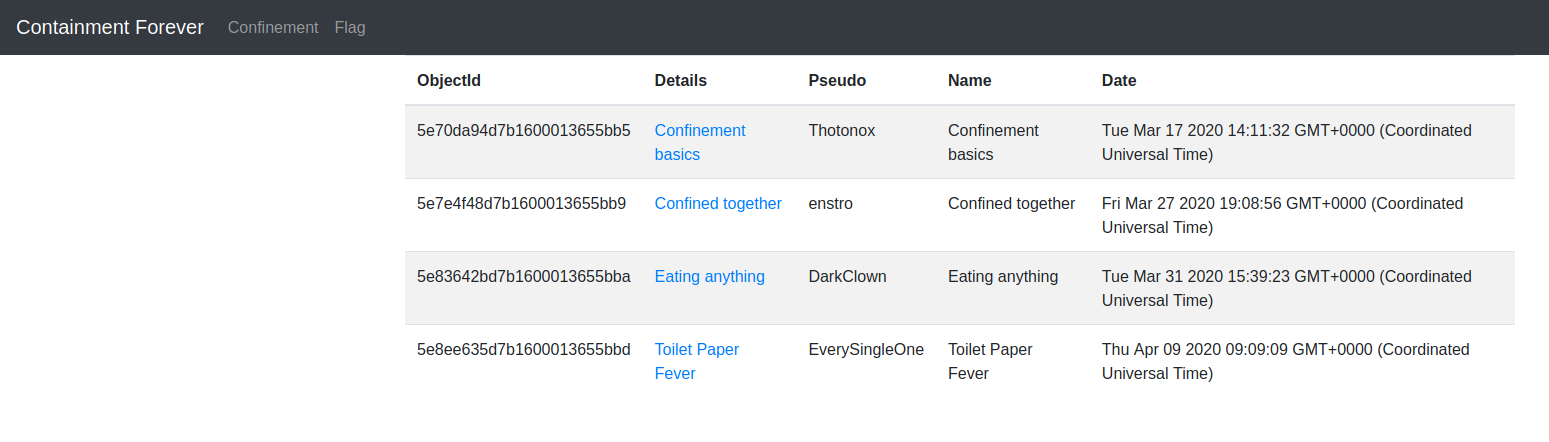 Containment Forever Confinement Flag
ObjectId Details Pseudo Name Date
5e70da94d7b1600013655bb5 Confinement Thotonox Confinement Tue Mar 17 2020 14:11:32 GMT+0000 (Coordinated
basics basics Universal Time)
5e7e4f48d7b1600013655bb9 Confined together enstro Confined together Fri Mar 27 2020 19:08:56 GMT+0000 (Coordinated
Universal Time)
5e83642bd7b1600013655bba Eating anything DarkClown Eating anything Tue Mar 31 2020 15:39:23 GMT+0000 (Coordinated
Universal Time)
5e8ee635d7b1600013655bbd Toilet Paper EverySingleOne Toilet Paper Thu Apr 09 2020 09:09:09 GMT+0000 (Coordinated
Fever Fever Universal Time)